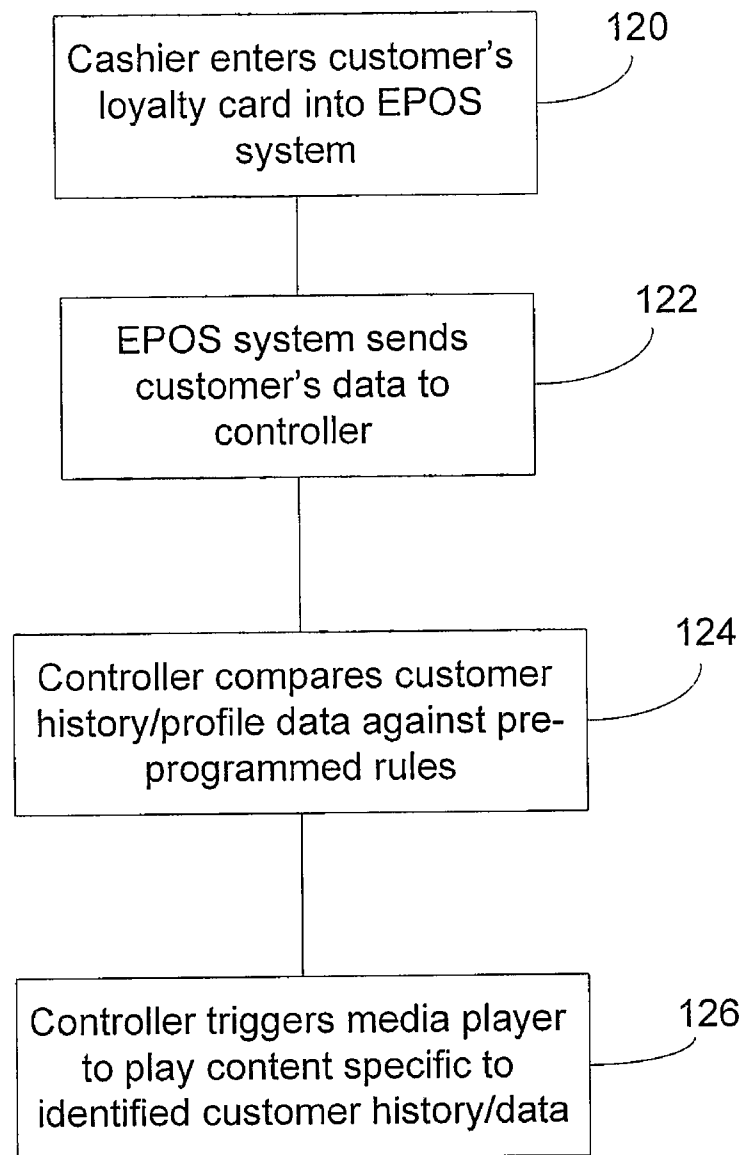 120
Cashier enters customer's
loyalty card into EPOS
system
122
EPOS system sends
customer's data to
controller
124
Controller compares customer
history/profile data against pre-
programmed rules
126
Controller triggers media player
to play content specific to
identified customer history/data